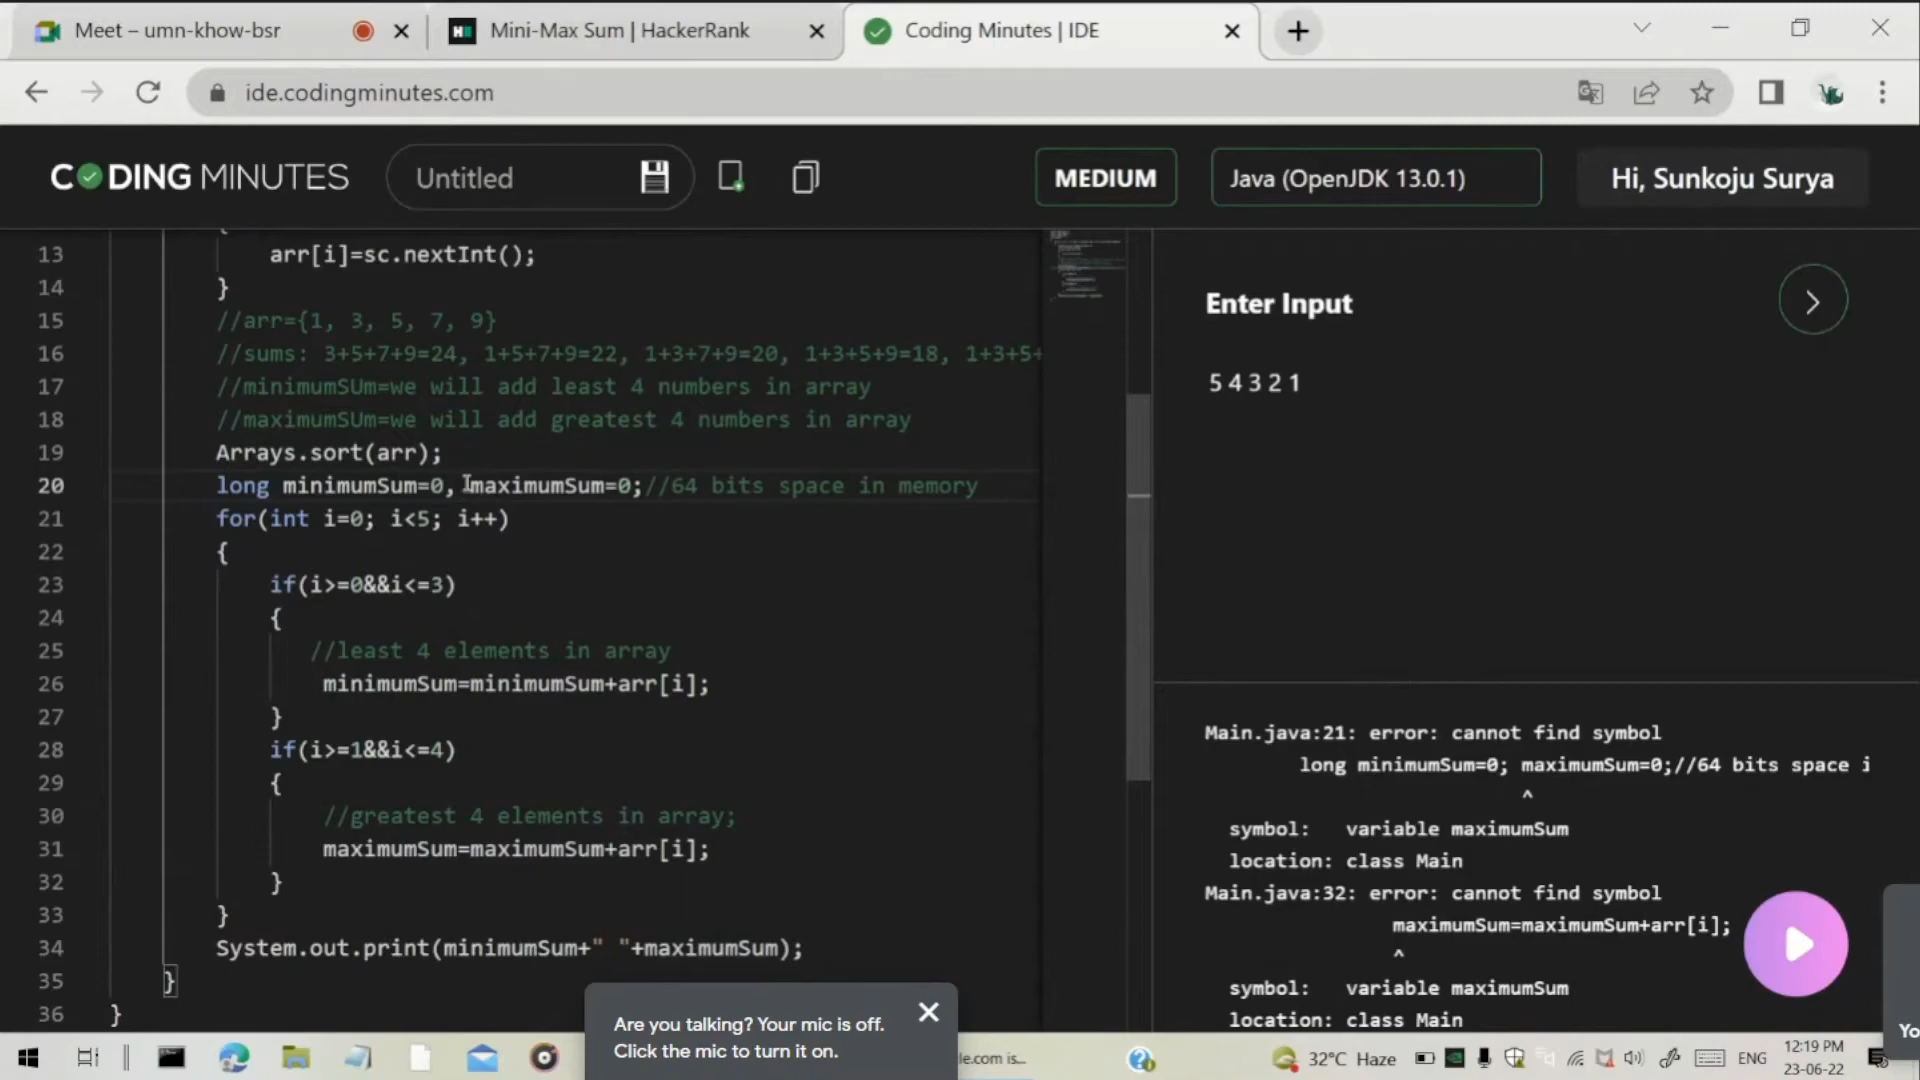 Meet – umn-khow-bsr
Mini-Max Sum | HackerRank
Coding Minutes | IDE
ide.codingminutes.com
CODING MINUTES
Untitled
MEDIUM
Java (OpenJDK 13.0.1)
Hi, Sunkoju Surya
13 arr[i]=sc.nextInt();
14 }
15 //arr={1, 3, 5, 7, 9}
16 //sums: 3+5+7+9=24, 1+5+7+9=22, 1+3+7+9=20, 1+3+5+9=18, 1+3+5+
17 //minimumSUm=we will add least 4 numbers in array
18 //maximumSUm=we will add greatest 4 numbers in array
19 Arrays.sort(arr);
20 long minimumSum=0, maximumSum=0;//64 bits space in memory
21 for(int i=0; i<5; i++)
22 {
23 if(i>=0&&i<=3)
24 {
25 //least 4 elements in array
26 minimumSum=minimumSum+arr[i];
27 }
28 if(i>=1&&i<=4)
29 {
30 //greatest 4 elements in array;
31 maximumSum=maximumSum+arr[i];
32 }
33 }
34 System.out.print(minimumSum+" "+maximumSum);
35 }
36 }
Enter Input
5 4 3 2 1
Main.java:21: error: cannot find symbol
long minimumSum=0; maximumSum=0;//64 bits space i
^
symbol: variable maximumSum
location: class Main
Main.java:32: error: cannot find symbol
maximumSum=maximumSum+arr[i];
^
symbol: variable maximumSum
location: class Main
Yo
Are you talking? Your mic is off.
Click the mic to turn it on.
le.com is...
32°C Haze
ENG
12:19 PM
23-06-22